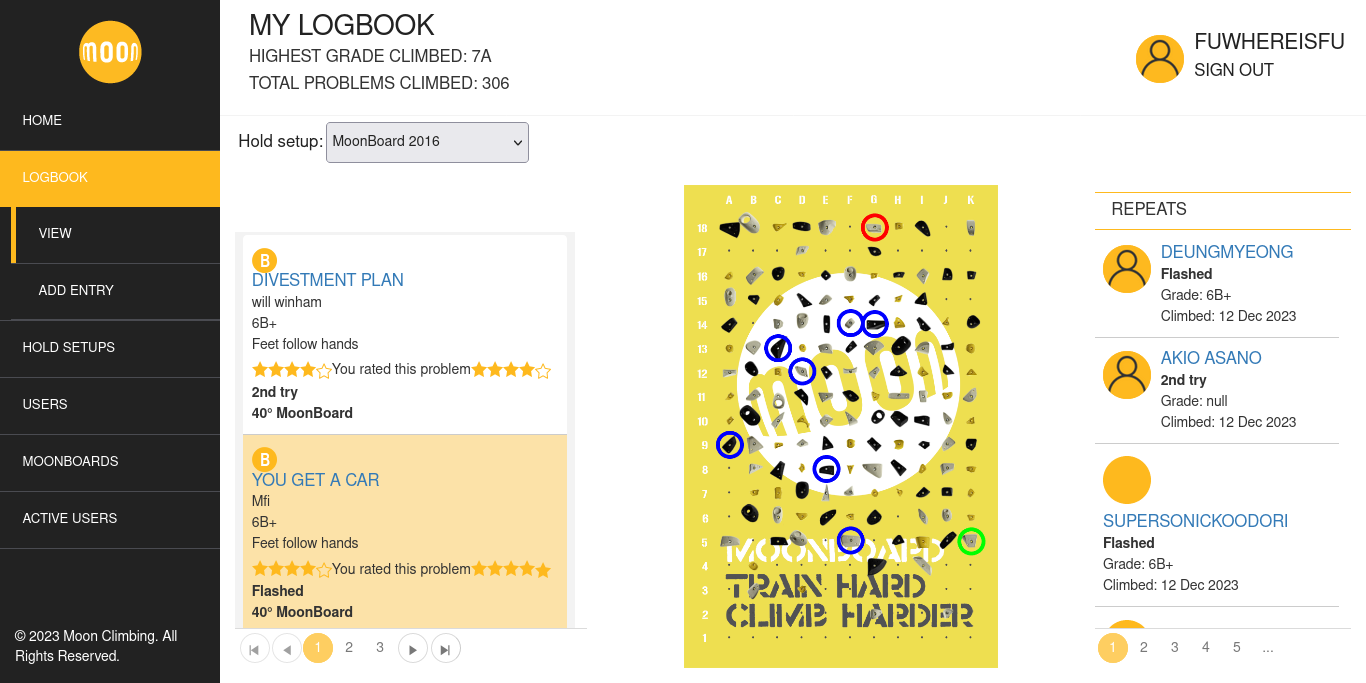 moon
HOME
LOGBOOK
VIEW
ADD ENTRY
HOLD SETUPS
USERS
MOONBOARDS
ACTIVE USERS
© 2023 Moon Climbing. All
Rights Reserved.
MY LOGBOOK
HIGHEST GRADE CLIMBED: 7A
TOTAL PROBLEMS CLIMBED: 306
FUWHEREISFU
SIGN OUT
Hold setup: MoonBoard 2016
B
DIVESTMENT PLAN
will winham
6B+
Feet follow hands
You rated this problem
2nd try
40° MoonBoard
B
YOU GET A CAR
Mfi
6B+
Feet follow hands
You rated this problem
Flashed
40° MoonBoard
1 2 3
A B C D E F G H I J K
18
17
16
15
14
13
12
11
10
9
8
7
6
5
4
3
2
1
moon
MOONBOARD
TRAIN HARD
CLIMB HARDER
REPEATS
DEUNGMYEONG
Flashed
Grade: 6B+
Climbed: 12 Dec 2023
AKIO ASANO
2nd try
Grade: null
Climbed: 12 Dec 2023
SUPERSONICKOODORI
Flashed
Grade: 6B+
Climbed: 12 Dec 2023
1 2 3 4 5 ...